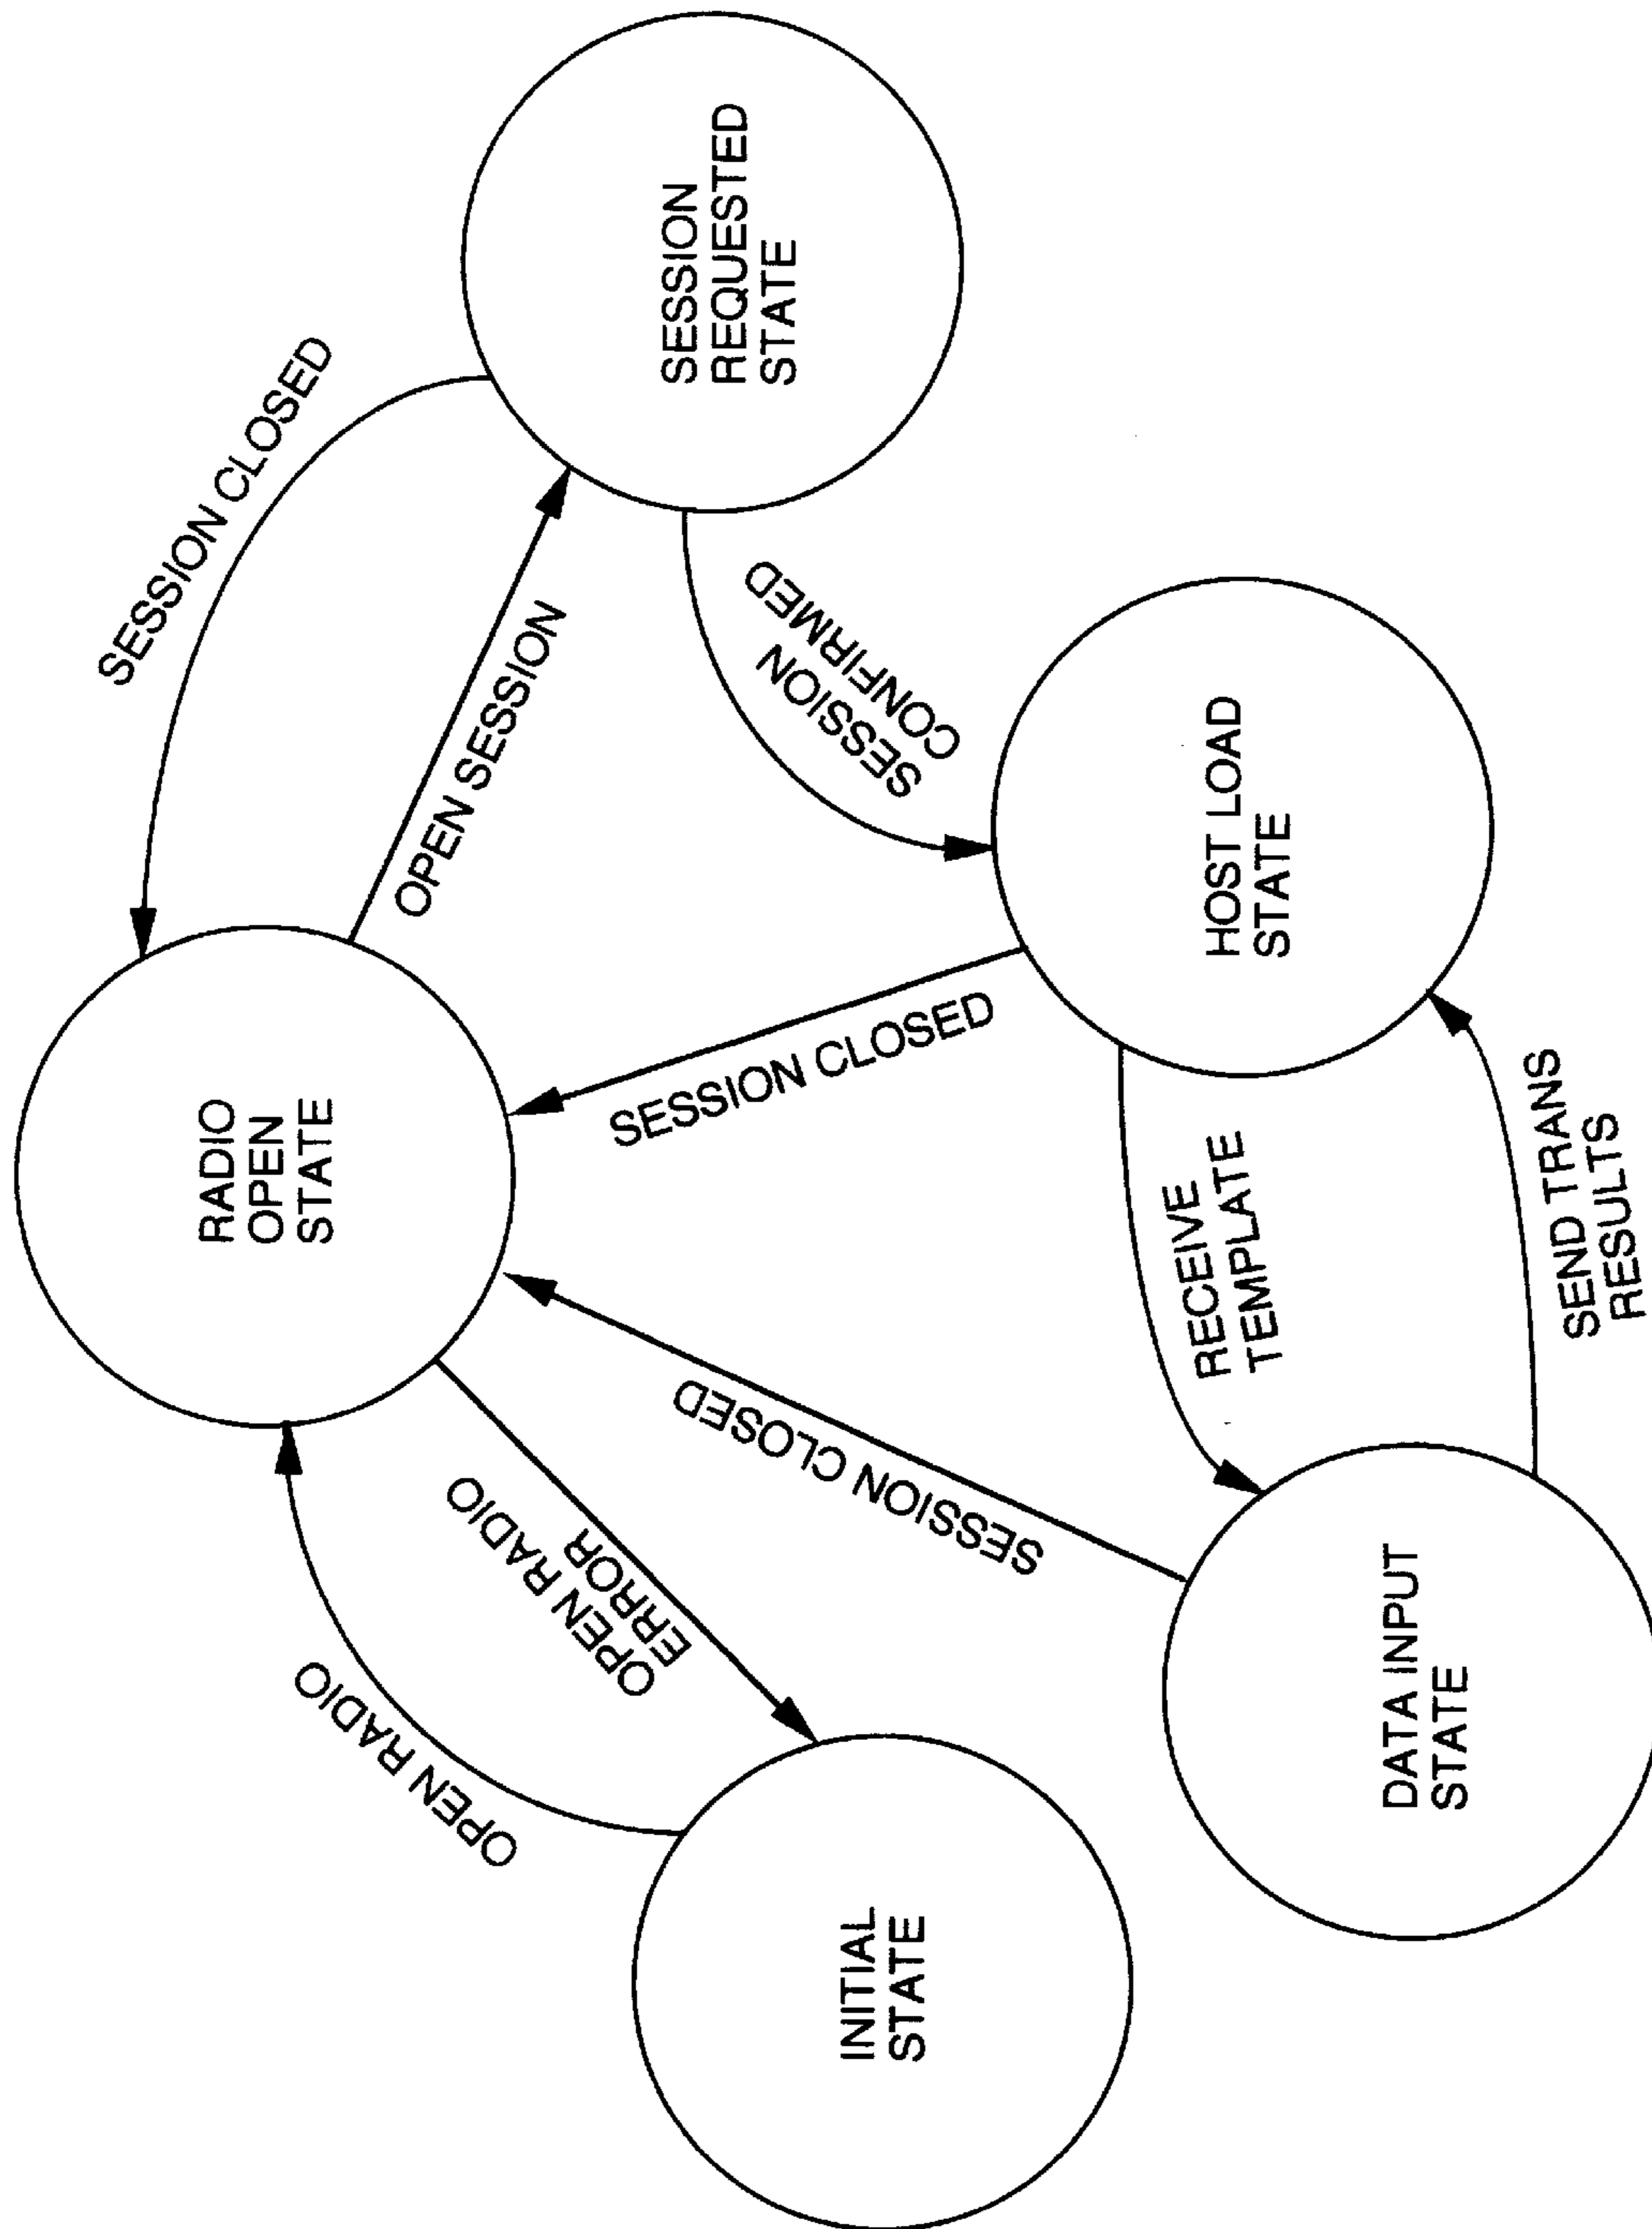 SESSION CLOSED
RADIO
OPEN
STATE
OPEN SESSION
SESSION
REQUESTED
STATE
OPEN RADIO
OPEN RADIO
ERROR
SESSION CLOSED
SESSION CLOSED
SESSION
CONFIRMED
INITIAL
STATE
RECEIVE
TEMPLATE
HOST LOAD
STATE
DATA INPUT
STATE
SEND TRANS
RESULTS